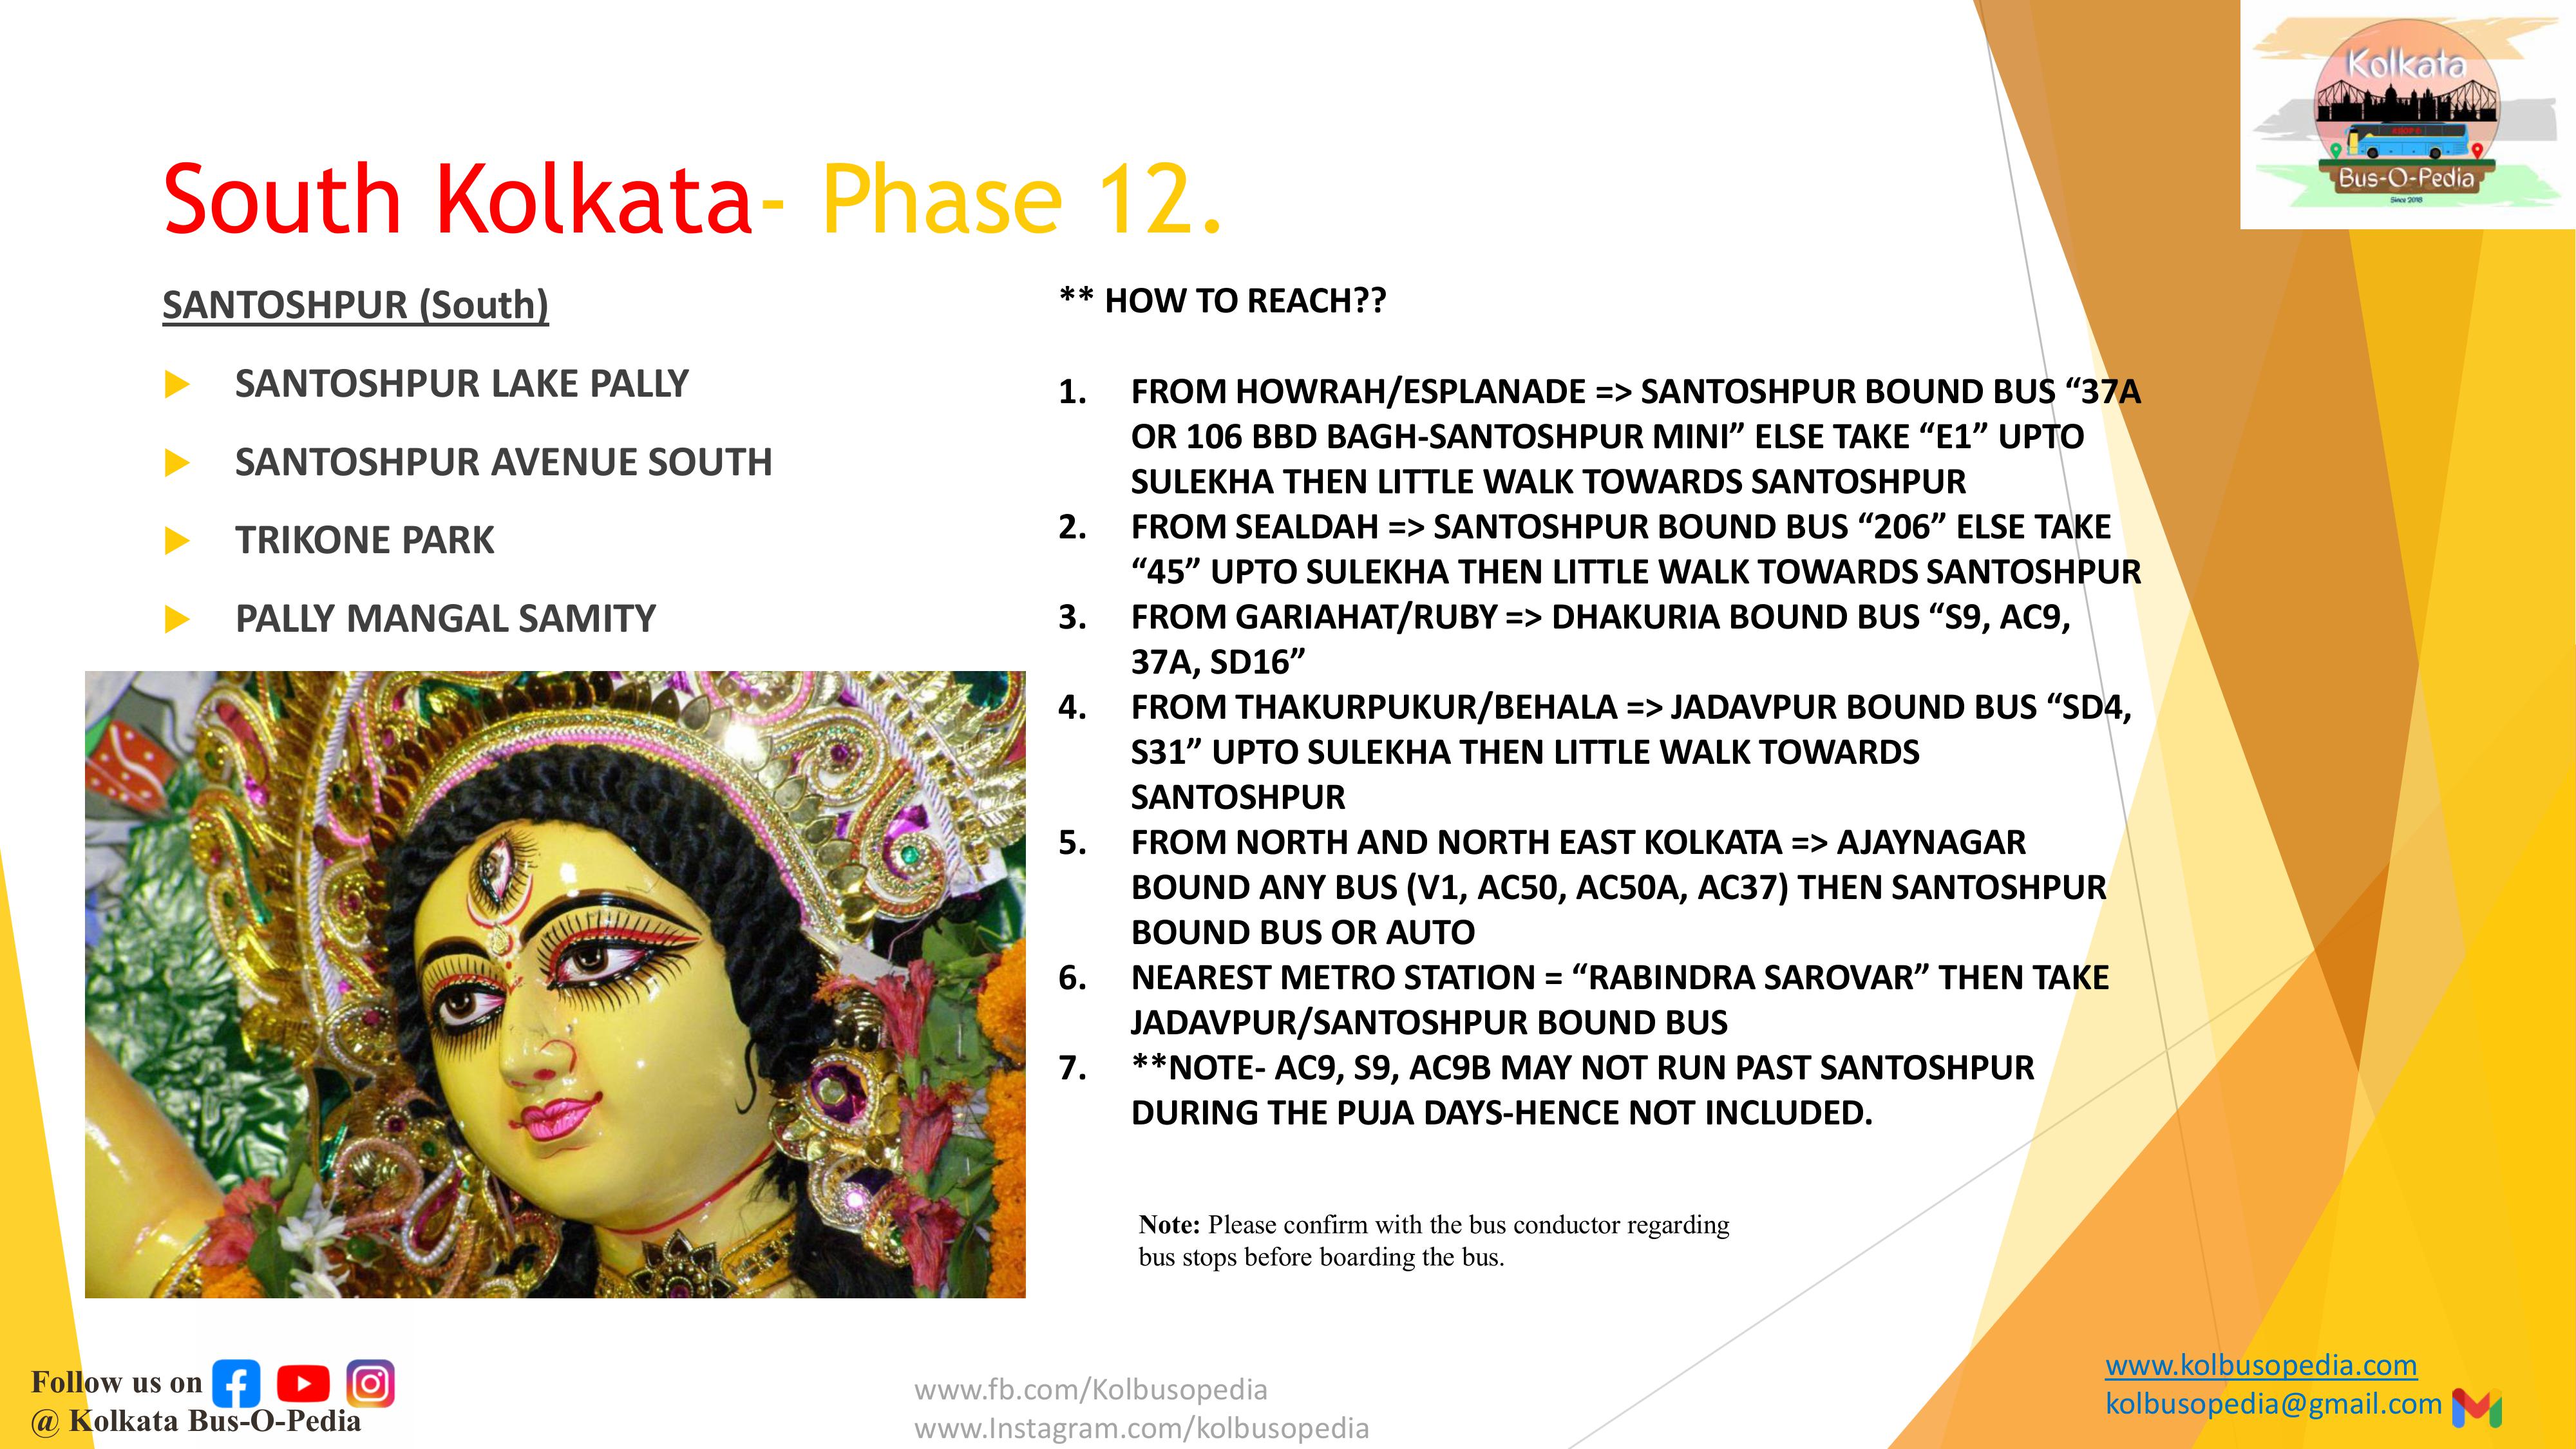 Kolkata
Bus-O-Pedia
Since 2018
South Kolkata- Phase 12.
SANTOSHPUR (South)
SANTOSHPUR LAKE PALLY
SANTOSHPUR AVENUE SOUTH
TRIKONE PARK
PALLY MANGAL SAMITY
** HOW TO REACH??
1. FROM HOWRAH/ESPLANADE => SANTOSHPUR BOUND BUS “37A
OR 106 BBD BAGH-SANTOSHPUR MINI” ELSE TAKE “E1” UPTO
SULEKHA THEN LITTLE WALK TOWARDS SANTOSHPUR
2. FROM SEALDAH => SANTOSHPUR BOUND BUS “206” ELSE TAKE
“45” UPTO SULEKHA THEN LITTLE WALK TOWARDS SANTOSHPUR
3. FROM GARIAHAT/RUBY => DHAKURIA BOUND BUS “S9, AC9,
37A, SD16”
4. FROM THAKURPUKUR/BEHALA => JADAVPUR BOUND BUS “SD4,
S31” UPTO SULEKHA THEN LITTLE WALK TOWARDS
SANTOSHPUR
5. FROM NORTH AND NORTH EAST KOLKATA => AJAYNAGAR
BOUND ANY BUS (V1, AC50, AC50A, AC37) THEN SANTOSHPUR
BOUND BUS OR AUTO
6. NEAREST METRO STATION = “RABINDRA SAROVAR” THEN TAKE
JADAVPUR/SANTOSHPUR BOUND BUS
7. **NOTE- AC9, S9, AC9B MAY NOT RUN PAST SANTOSHPUR
DURING THE PUJA DAYS-HENCE NOT INCLUDED.
Note: Please confirm with the bus conductor regarding
bus stops before boarding the bus.
Follow us on
@ Kolkata Bus-O-Pedia
www.fb.com/Kolbusopedia
www.Instagram.com/kolbusopedia
www.kolbusopedia.com
kolbusopedia@gmail.com